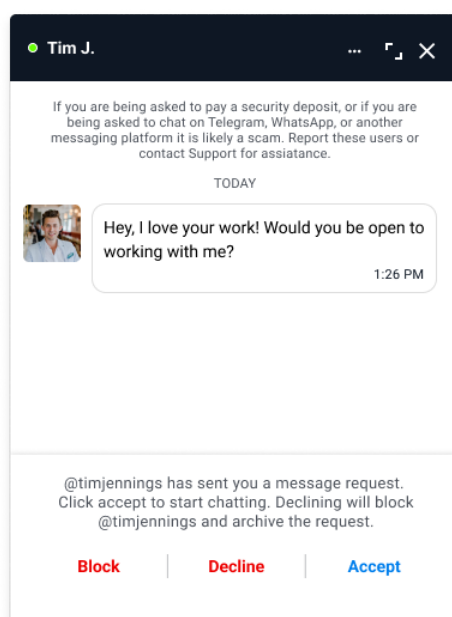 Tim J.
If you are being asked to pay a security deposit, or if you are
being asked to chat on Telegram, WhatsApp, or another
messaging platform it is likely a scam. Report these users or
contact Support for assiatance.
TODAY
Hey, I love your work! Would you be open to
working with me?
1:26 PM
@timjennings has sent you a message request.
Click accept to start chatting. Declining will block
@timjennings and archive the request.
Block
Decline
Accept